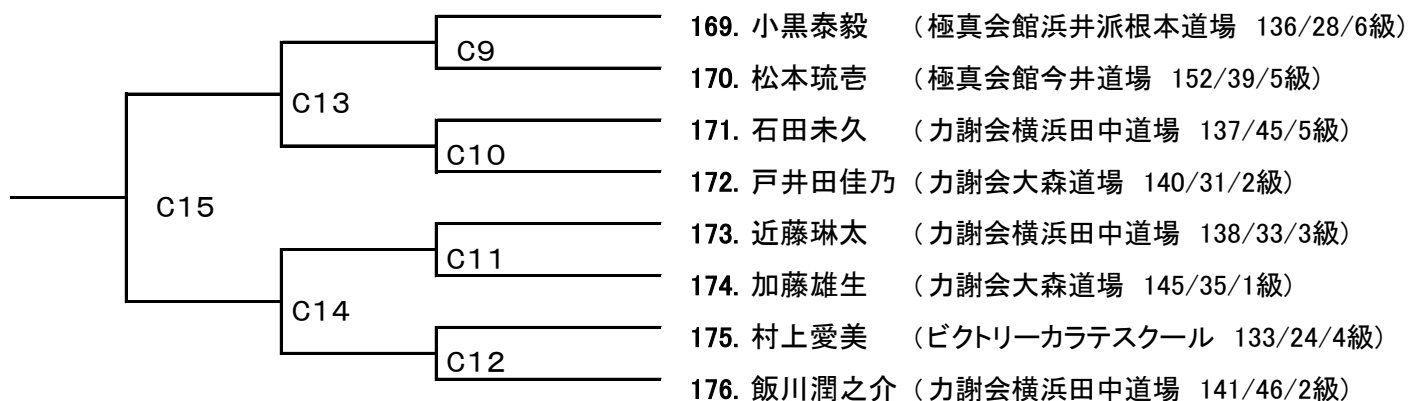 169. 小黒泰毅 （極真会館浜井派根本道場 136/28/6級）
C9
170. 松本琉壱 （極真会館今井道場 152/39/5級）
C13
171. 石田未久 （力謝会横浜田中道場 137/45/5級）
C10
172. 戸井田佳乃 （力謝会大森道場 140/31/2級）
C15
173. 近藤琳太 （力謝会横浜田中道場 138/33/3級）
C11
174. 加藤雄生 （力謝会大森道場 145/35/1級）
C14
175. 村上愛美 （ビクトリーカラテスクール 133/24/4級）
C12
176. 飯川潤之介 （力謝会横浜田中道場 141/46/2級）